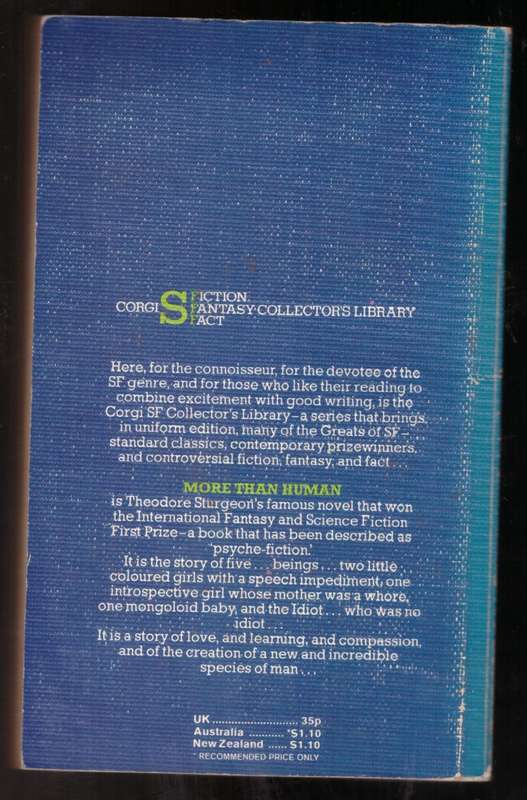 CORGI SF FICTION
FANTASY COLLECTOR'S LIBRARY
FACT
Here, for the connoisseur, for the devotee of the
SF genre, and for those who like their reading to
combine excitement with good writing, is the
Corgi SF Collector's Library—a series that brings,
in uniform edition, many of the Greats of SF—
standard classics, contemporary prizewinners,
and controversial fiction, fantasy, and fact...
MORE THAN HUMAN
is Theodore Sturgeon's famous novel that won
the International Fantasy and Science Fiction
First Prize—a book that has been described as
'psyche-fiction.'
It is the story of five... beings... two little
coloured girls with a speech impediment, one
introspective girl whose mother was a whore,
one mongoloid baby, and the Idiot... who was no
idiot...
It is a story of love, and learning, and compassion,
and of the creation of a new and incredible
species of man...
UK .......................... 35p
Australia ........... *$1.10
New Zealand ...... $1.10
* RECOMMENDED PRICE ONLY